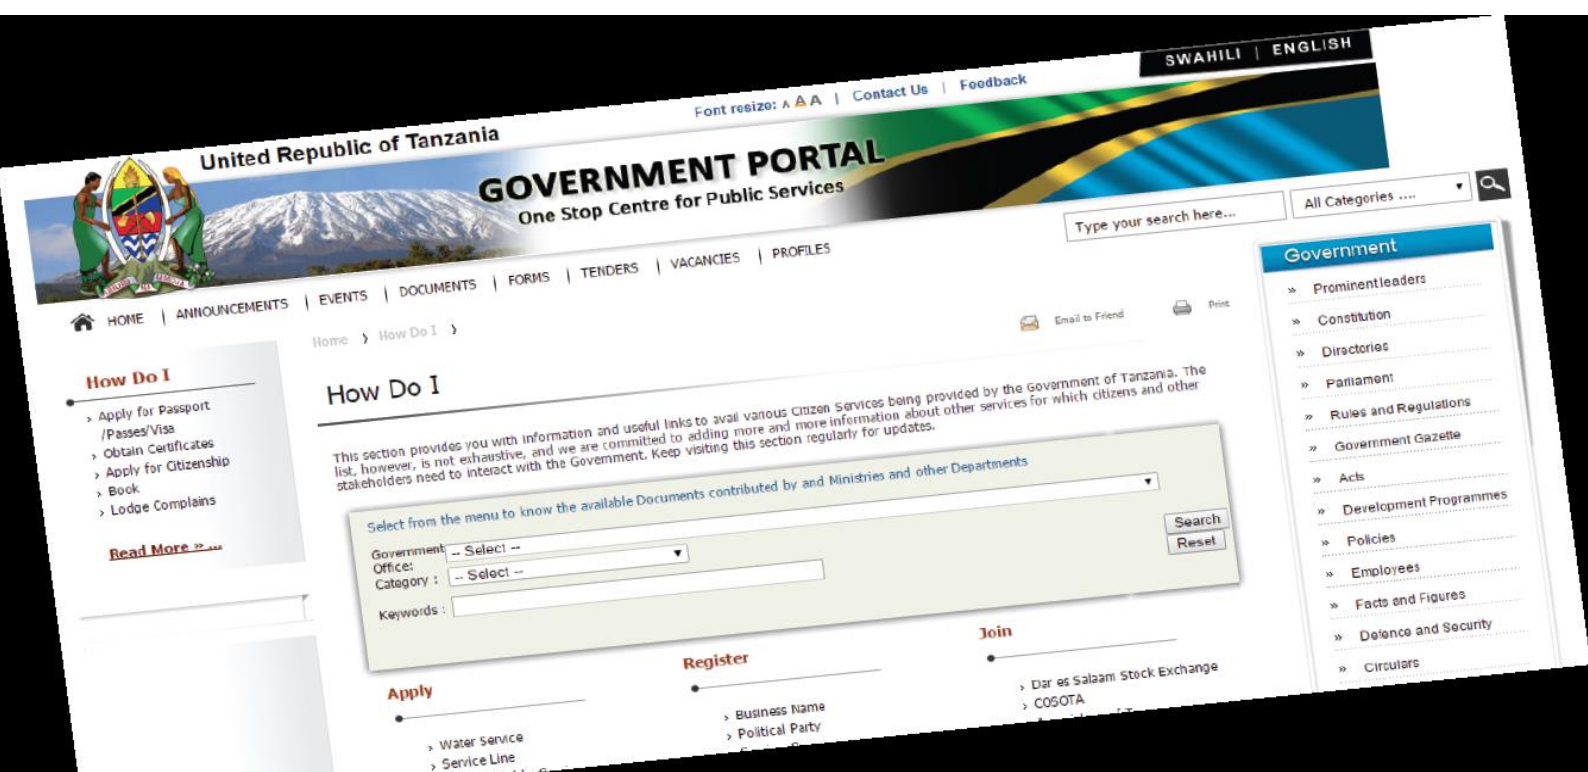 SWAHILI | ENGLISH
Font resize: A A A | Contact Us | Feedback
United Republic of Tanzania
GOVERNMENT PORTAL
One Stop Centre for Public Services
Type your search here...
All Categories ....
HOME | ANNOUNCEMENTS | EVENTS | DOCUMENTS | FORMS | TENDERS | VACANCIES | PROFILES
Home > How Do I >
Email to Friend
Print
How Do I
> Apply for Passport
/Passes/Visa
> Obtain Certificates
> Apply for Citizenship
> Book
> Lodge Complains
Read More » ...
How Do I
This section provides you with information and useful links to avail various Citizen Services being provided by the Government of Tanzania. The
list, however, is not exhaustive, and we are committed to adding more and more information about other services for which citizens and other
stakeholders need to interact with the Government. Keep visiting this section regularly for updates.
Select from the menu to know the available Documents contributed by and Ministries and other Departments
Government
Office:
-- Select --
Category :
-- Select --
Keywords :
Search
Reset
Apply
> Water Service
> Service Line
Register
> Business Name
> Political Party
Join
> Dar es Salaam Stock Exchange
> COSOTA
Government
» Prominent leaders
» Constitution
» Directories
» Parliament
» Rules and Regulations
» Government Gazette
» Acts
» Development Programmes
» Policies
» Employees
» Facts and Figures
» Defence and Security
» Circulars